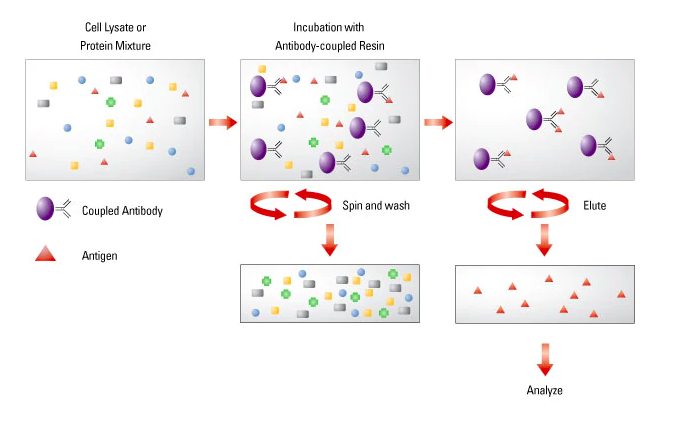 Cell Lysate or
Protein Mixture
Incubation with
Antibody-coupled Resin
Coupled Antibody
Antigen
Spin and wash
Elute
Analyze